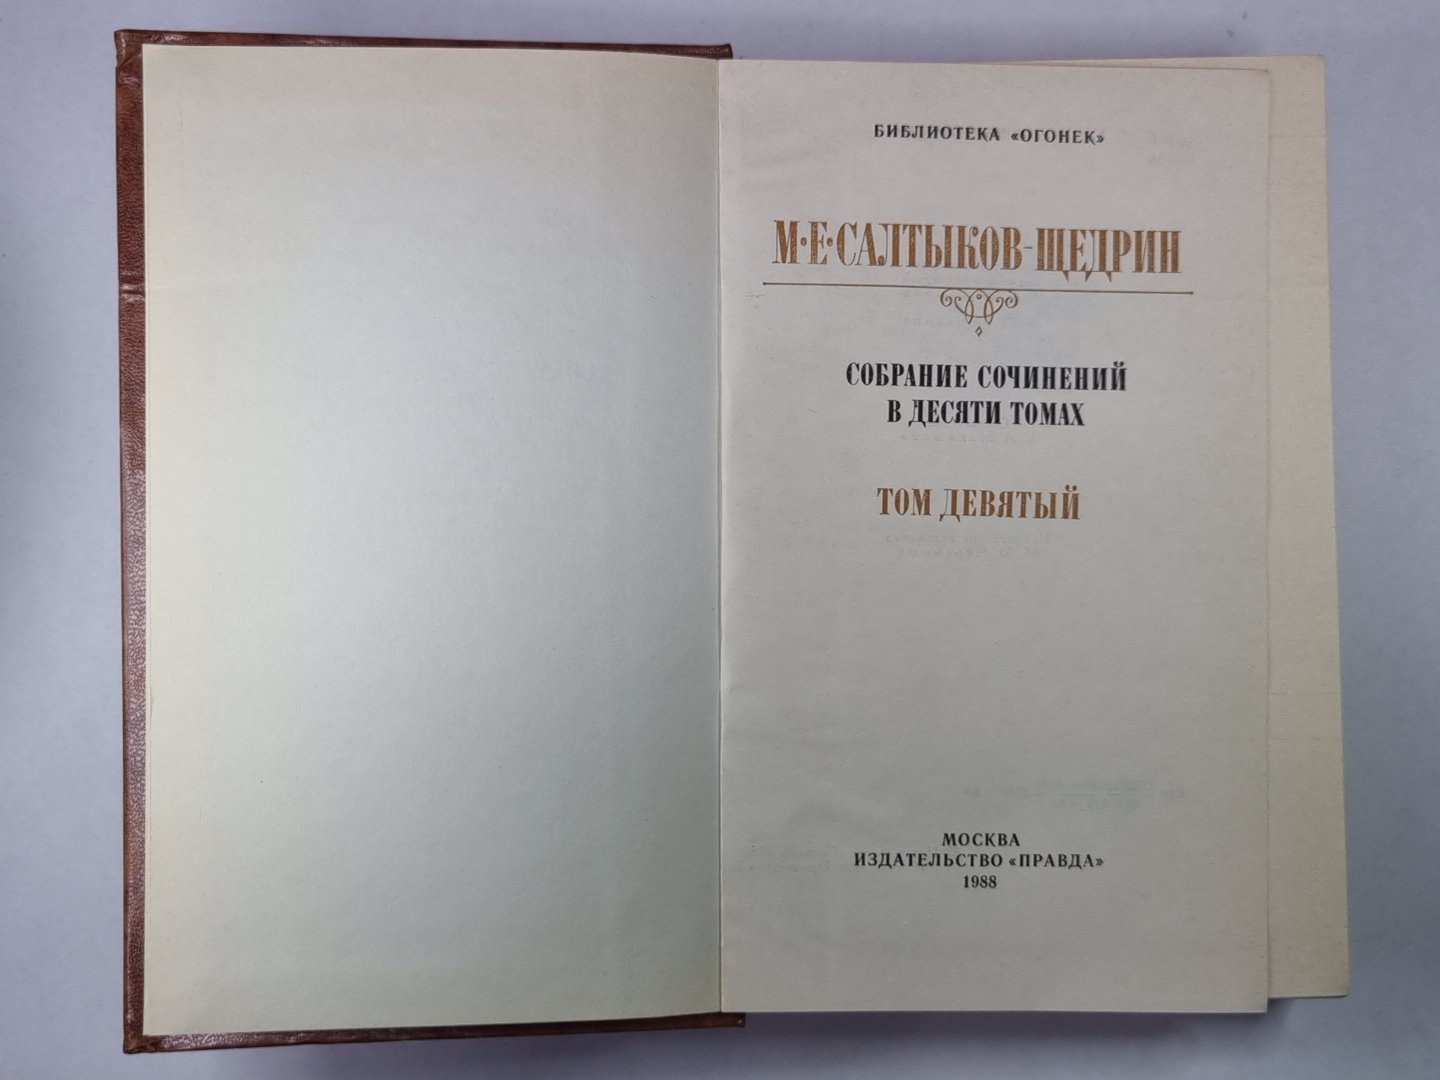 БИБЛИОТЕКА «ОГОНЕК»
М·Е·САЛТЫКОВ-ЩЕДРИН
СОБРАНИЕ СОЧИНЕНИЙ
В ДЕСЯТИ ТОМАХ
ТОМ ДЕВЯТЫЙ
МОСКВА
ИЗДАТЕЛЬСТВО «ПРАВДА»
1988